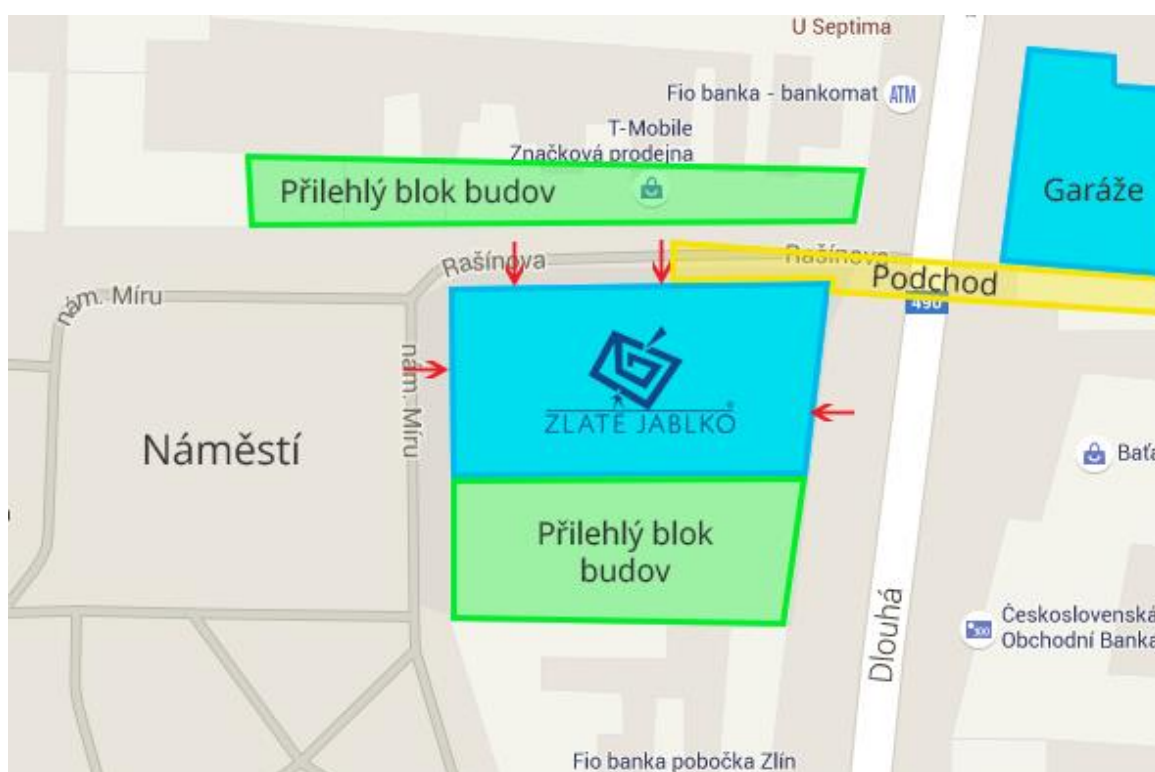 U Septima
Fio banka - bankomat ATM
T-Mobile
Značková prodejna
Přilehlý blok budov
Garáže
Rašínova
Rašínova
Podchod
490
nám. Míru
nám. Míru
ZLATÉ JABLKO
Náměstí
Baťa
Přilehlý blok
budov
Dlouhá
Československá
Obchodní Banka
Fio banka pobočka Zlín